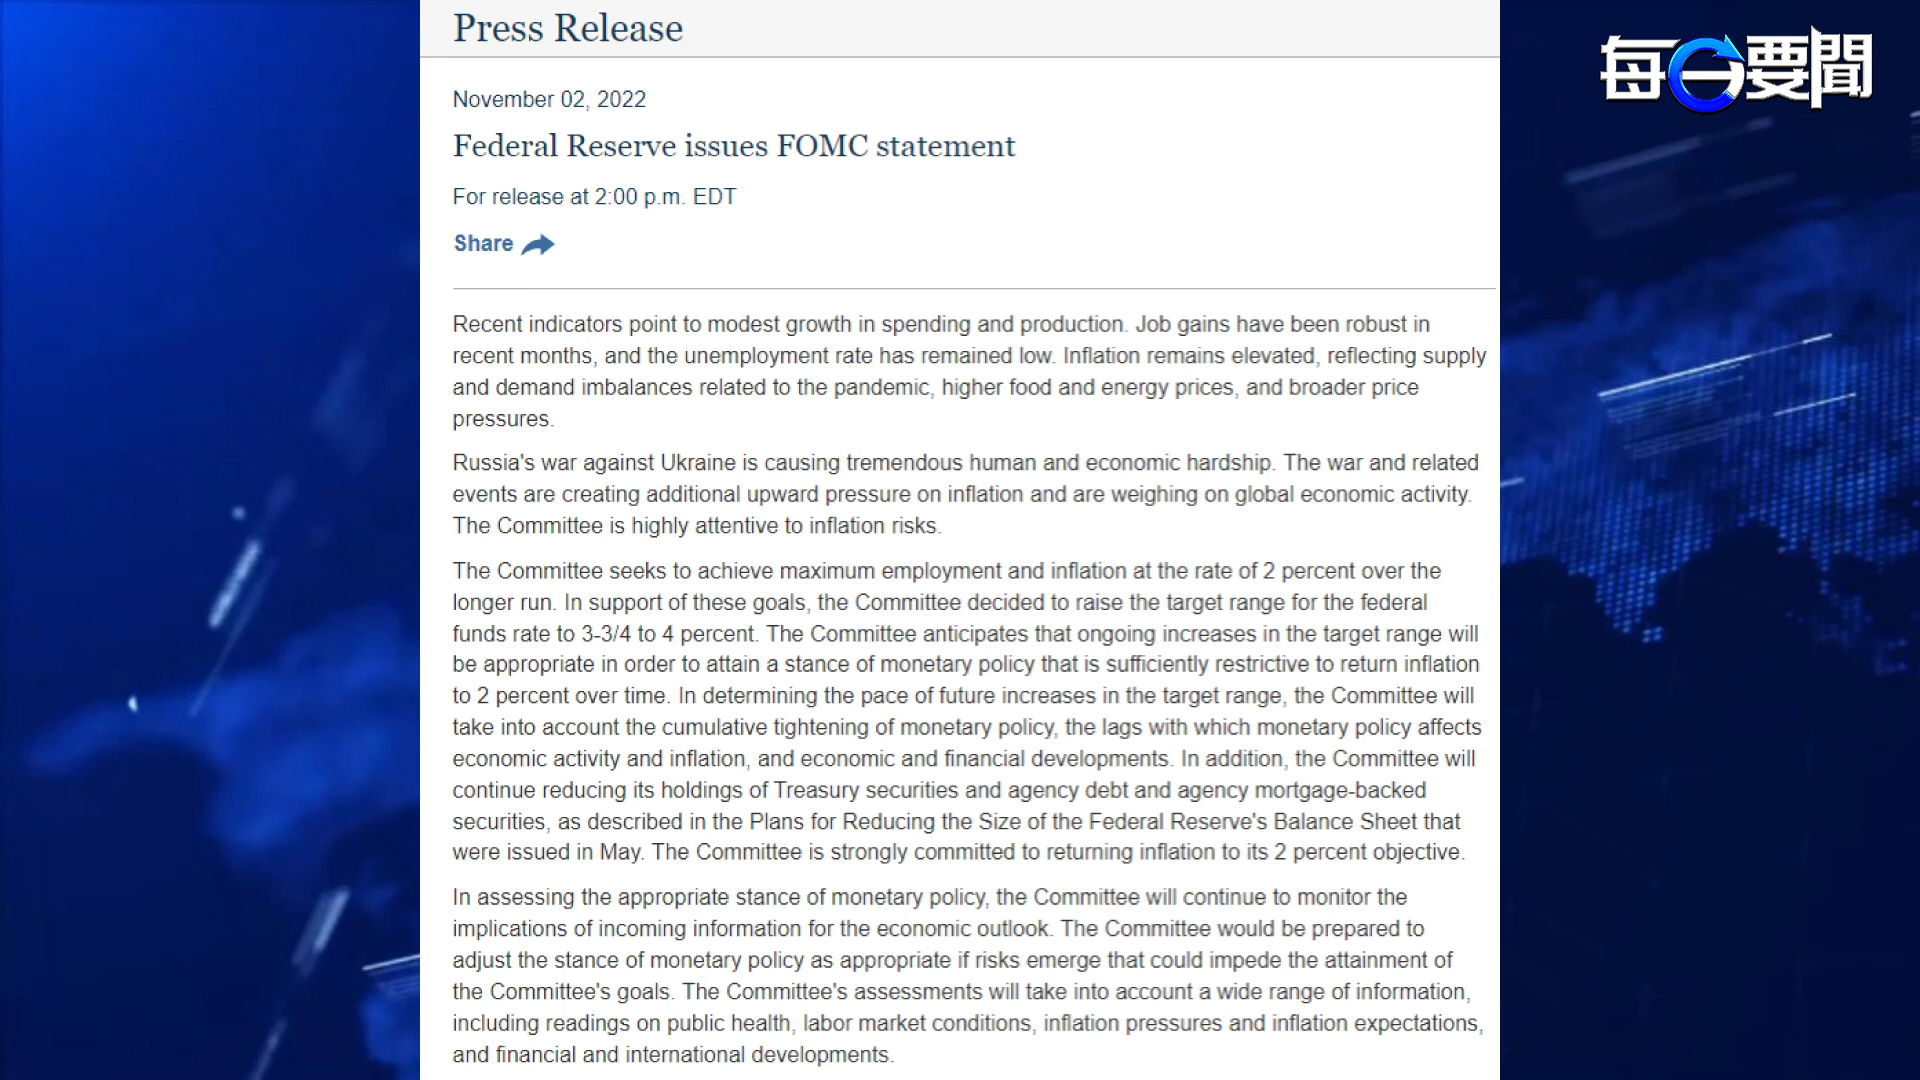 Press Release
每日要聞
November 02, 2022
Federal Reserve issues FOMC statement
For release at 2:00 p.m. EDT
Share
Recent indicators point to modest growth in spending and production. Job gains have been robust in
recent months, and the unemployment rate has remained low. Inflation remains elevated, reflecting supply
and demand imbalances related to the pandemic, higher food and energy prices, and broader price
pressures.
Russia's war against Ukraine is causing tremendous human and economic hardship. The war and related
events are creating additional upward pressure on inflation and are weighing on global economic activity.
The Committee is highly attentive to inflation risks.
The Committee seeks to achieve maximum employment and inflation at the rate of 2 percent over the
longer run. In support of these goals, the Committee decided to raise the target range for the federal
funds rate to 3-3/4 to 4 percent. The Committee anticipates that ongoing increases in the target range will
be appropriate in order to attain a stance of monetary policy that is sufficiently restrictive to return inflation
to 2 percent over time. In determining the pace of future increases in the target range, the Committee will
take into account the cumulative tightening of monetary policy, the lags with which monetary policy affects
economic activity and inflation, and economic and financial developments. In addition, the Committee will
continue reducing its holdings of Treasury securities and agency debt and agency mortgage-backed
securities, as described in the Plans for Reducing the Size of the Federal Reserve's Balance Sheet that
were issued in May. The Committee is strongly committed to returning inflation to its 2 percent objective.
In assessing the appropriate stance of monetary policy, the Committee will continue to monitor the
implications of incoming information for the economic outlook. The Committee would be prepared to
adjust the stance of monetary policy as appropriate if risks emerge that could impede the attainment of
the Committee's goals. The Committee's assessments will take into account a wide range of information,
including readings on public health, labor market conditions, inflation pressures and inflation expectations,
and financial and international developments.